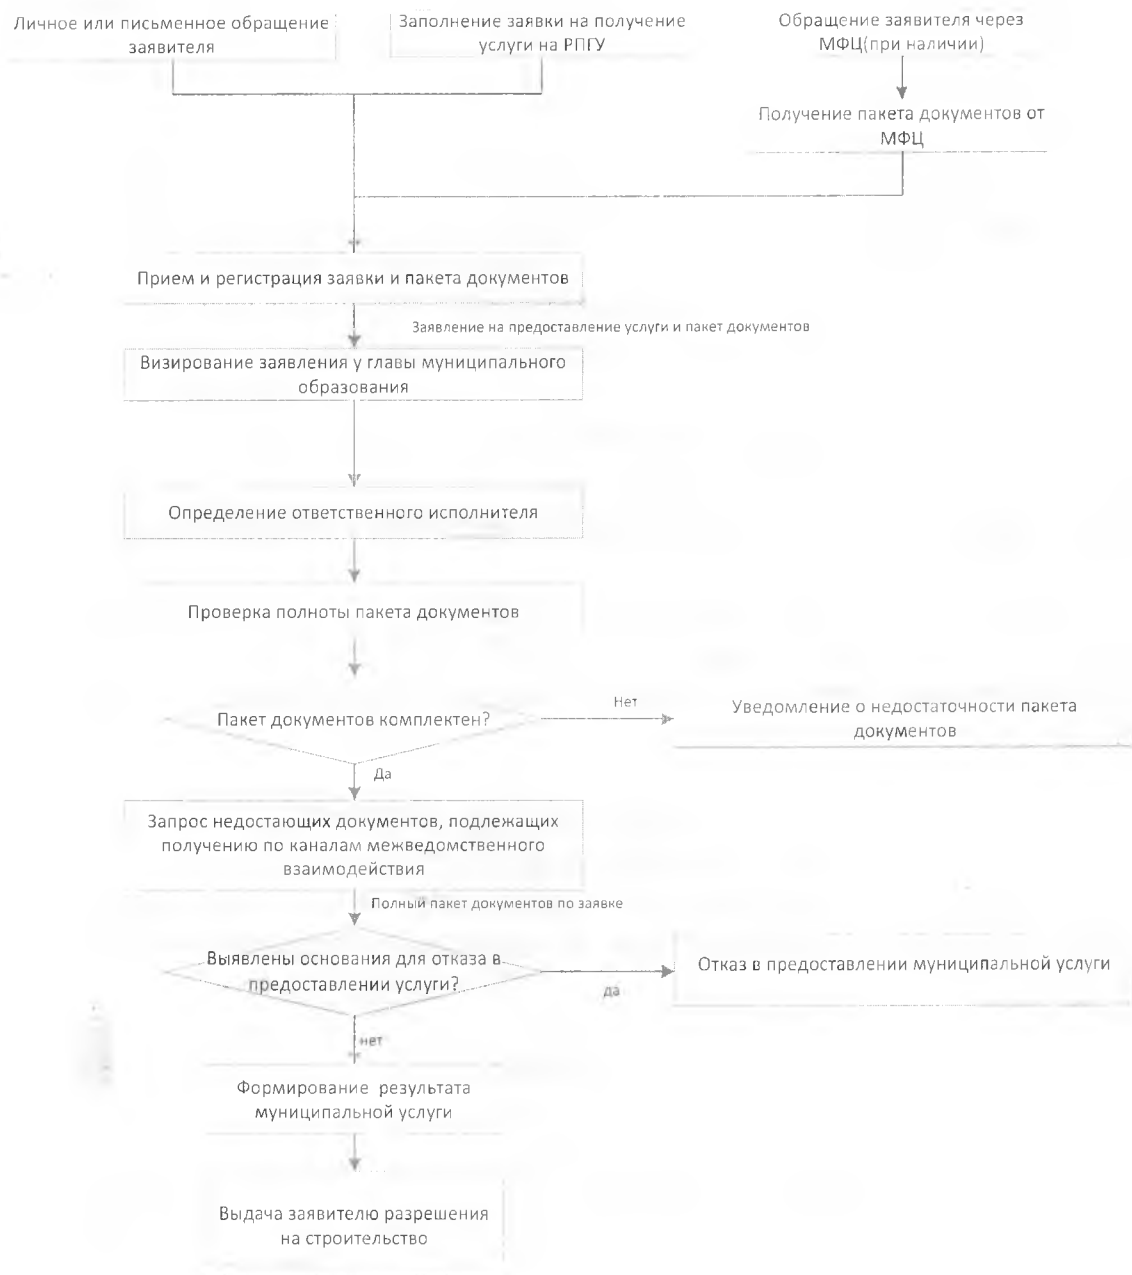 Личное или письменное обращение
заявителя
Заполнение заявки на получение
услуги на РПГУ
Обращение заявителя через
МФЦ(при наличии)
Получение пакета документов от
МФЦ
Прием и регистрация заявки и пакета документов
Заявление на предоставление услуги и пакет документов
Визирование заявления у главы муниципального
образования
Определение ответственного исполнителя
Проверка полноты пакета документов
Пакет документов комплектен?
Нет
Уведомление о недостаточности пакета
документов
Да
Запрос недостающих документов, подлежащих
получению по каналам межведомственного
взаимодействия
Полный пакет документов по заявке
Выявлены основания для отказа в
предоставлении услуги?
да
Отказ в предоставлении муниципальной услуги
нет
Формирование результата
муниципальной услуги
Выдача заявителю разрешения
на строительство